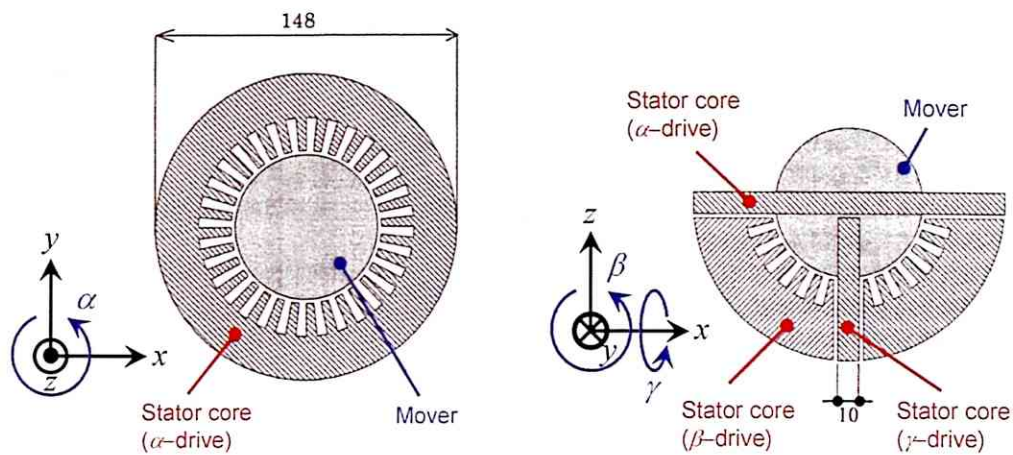 148
y
α
z
x
Stator core
(α–drive)
Mover
Stator core
(α–drive)
Mover
z
β
y
x
γ
10
Stator core
(β–drive)
Stator core
(γ–drive)